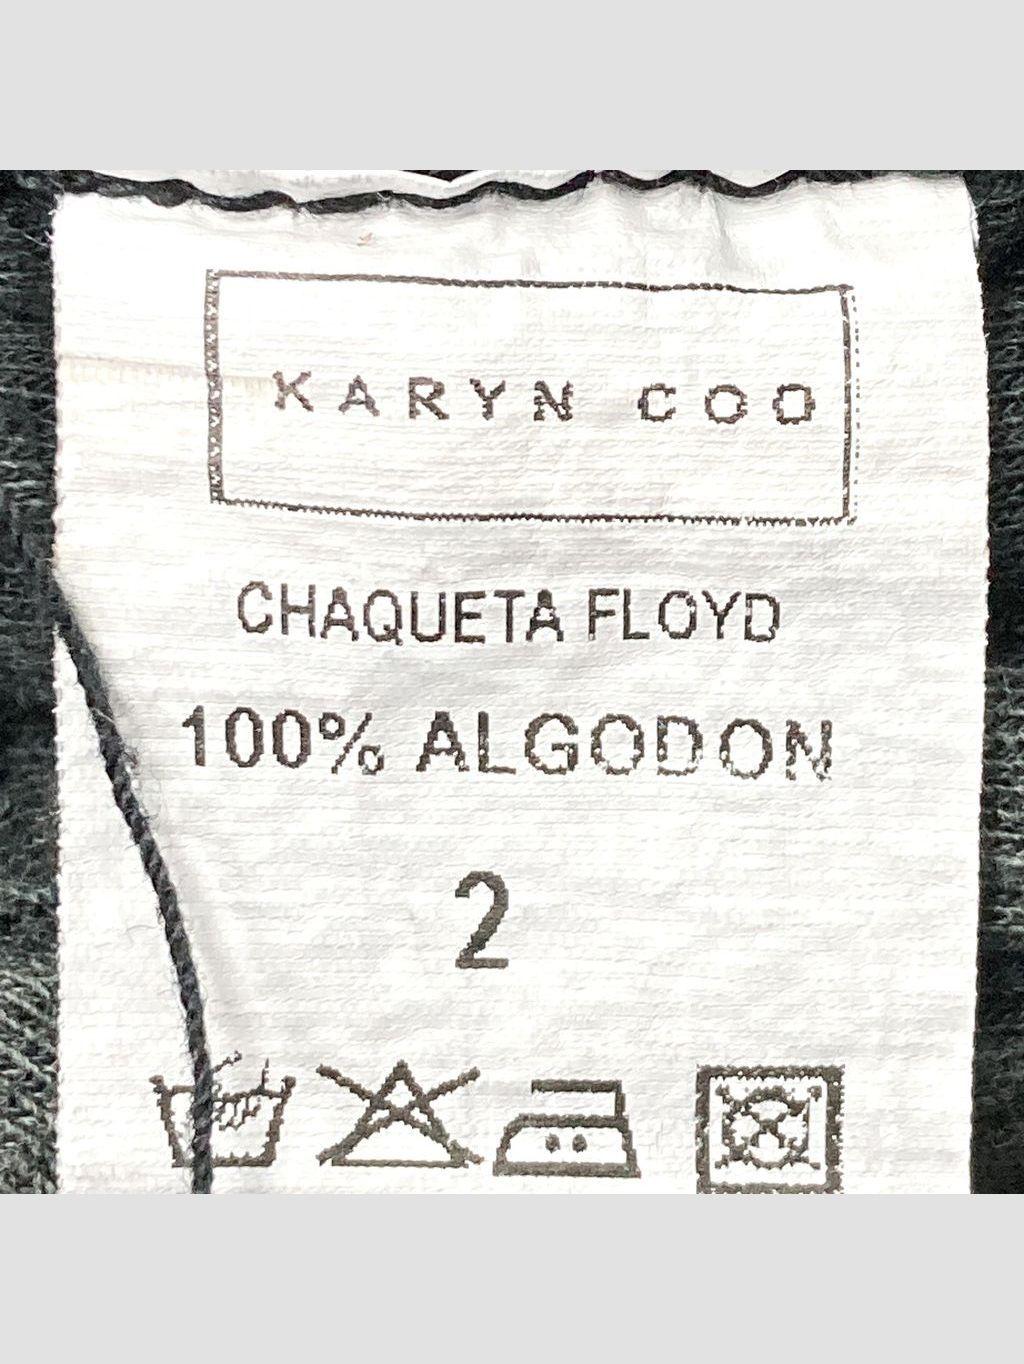 KARYN COO
CHAQUETA FLOYD
100% ALGODON
2